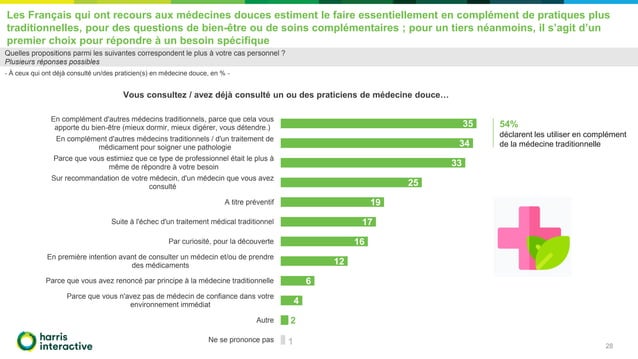 Les Français qui ont recours aux médecines douces estiment le faire essentiellement en complément de pratiques plus
traditionnelles, pour des questions de bien-être ou de soins complémentaires ; pour un tiers néanmoins, il s'agit d'un
premier choix pour répondre à un besoin spécifique
Quelles propositions parmi les suivantes correspondent le plus à votre cas personnel ?
Plusieurs réponses possibles
- À ceux qui ont déjà consulté un/des praticien(s) en médecine douce, en % -
Vous consultez / avez déjà consulté un ou des praticiens de médecine douce…
En complément d'autres médecins traditionnels, parce que cela vous
apporte du bien-être (mieux dormir, mieux digérer, vous détendre.)
35
En complément d'autres médecins traditionnels / d'un traitement de
médicament pour soigner une pathologie
34
Parce que vous estimiez que ce type de professionnel était le plus à
même de répondre à votre besoin
33
Sur recommandation de votre médecin, d'un médecin que vous avez
consulté
25
A titre préventif
19
Suite à l'échec d'un traitement médical traditionnel
17
Par curiosité, pour la découverte
16
En première intention avant de consulter un médecin et/ou de prendre
des médicaments
12
Parce que vous avez renoncé par principe à la médecine traditionnelle
6
Parce que vous n'avez pas de médecin de confiance dans votre
environnement immédiat
4
Autre
2
Ne se prononce pas
1
54%
déclarent les utiliser en complément
de la médecine traditionnelle
harris
interactive
28